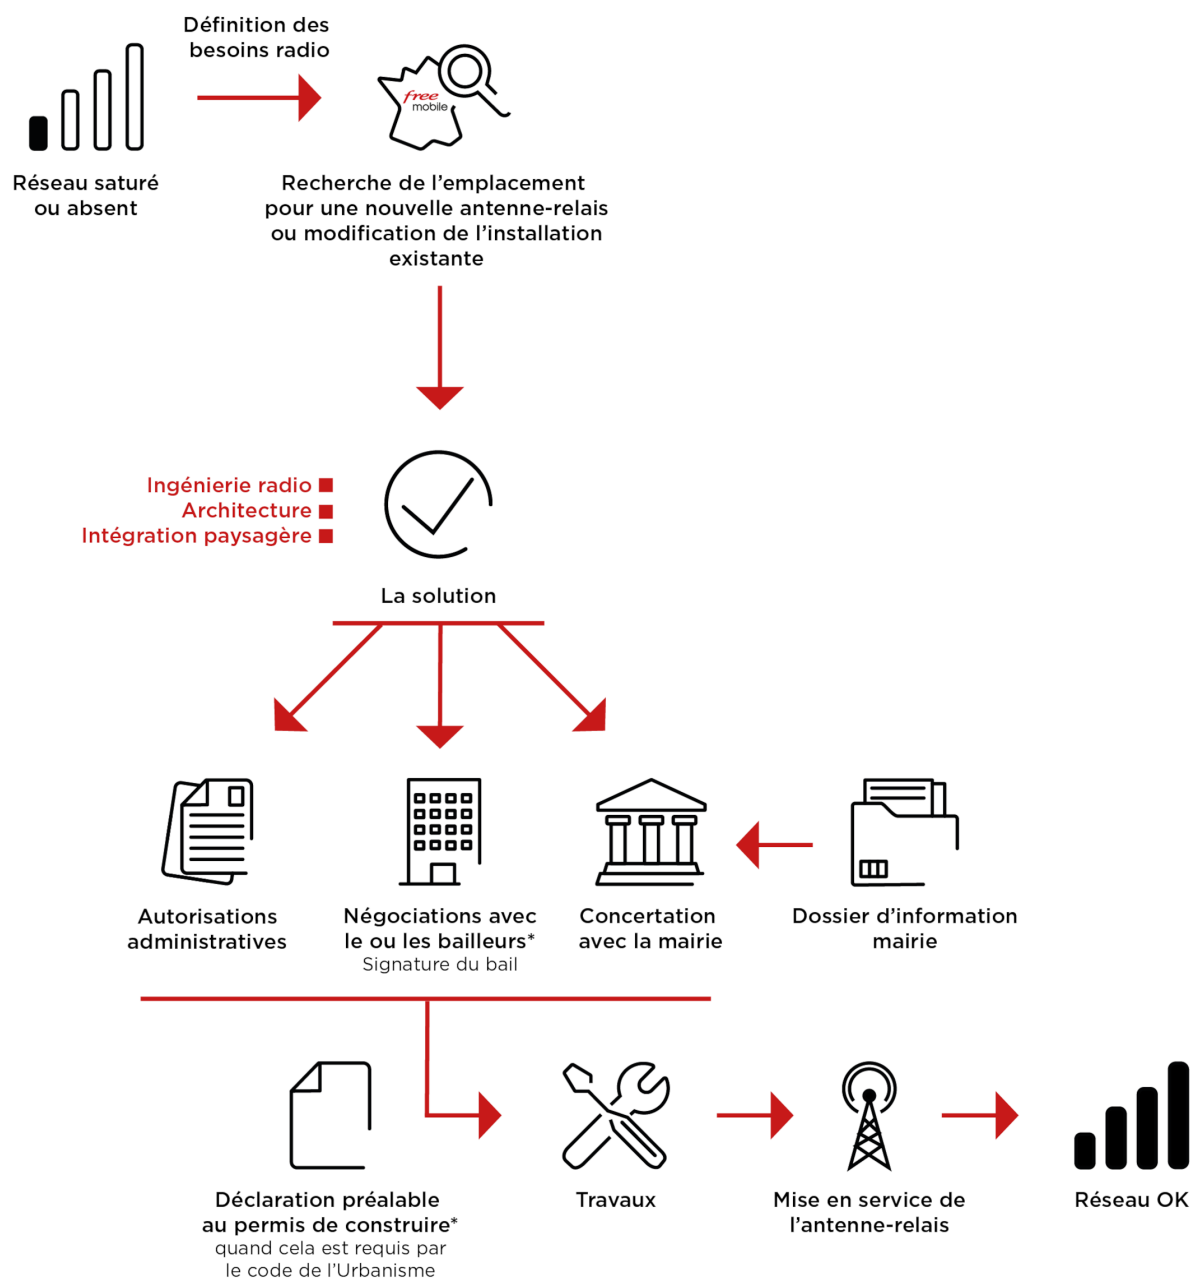 Définition des
besoins radio
free
mobile
Réseau saturé
ou absent
Recherche de l’emplacement
pour une nouvelle antenne-relais
ou modification de l’installation
existante
Ingénierie radio
Architecture
Intégration paysagère
La solution
Autorisations
administratives
Négociations avec
le ou les bailleurs*
Signature du bail
Concertation
avec la mairie
Dossier d’information
mairie
Déclaration préalable
au permis de construire*
quand cela est requis par
le code de l’Urbanisme
Travaux
Mise en service de
l’antenne-relais
Réseau OK